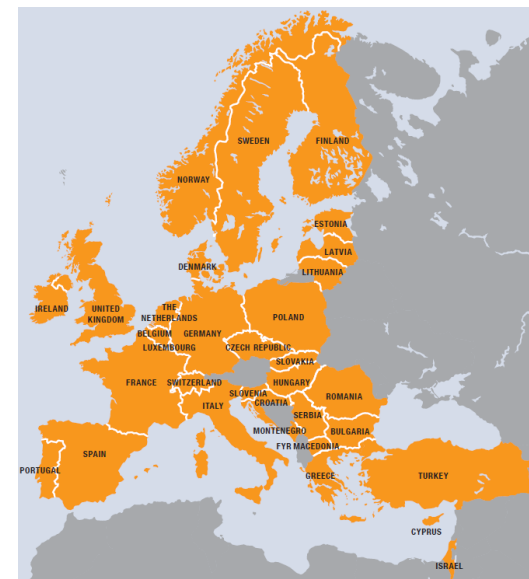 SWEDEN
FINLAND
NORWAY
ESTONIA
LATVIA
DENMARK
LITHUANIA
IRELAND
UNITED
KINGDOM
THE
NETHERLANDS
POLAND
BELGIUM
GERMANY
LUXEMBOURG
CZECH REPUBLIC
SLOVAKIA
FRANCE
SWITZERLAND
HUNGARY
SLOVENIA
ROMANIA
CROATIA
ITALY
SERBIA
MONTENEGRO
BULGARIA
FYR MACEDONIA
SPAIN
PORTUGAL
GREECE
TURKEY
CYPRUS
ISRAEL